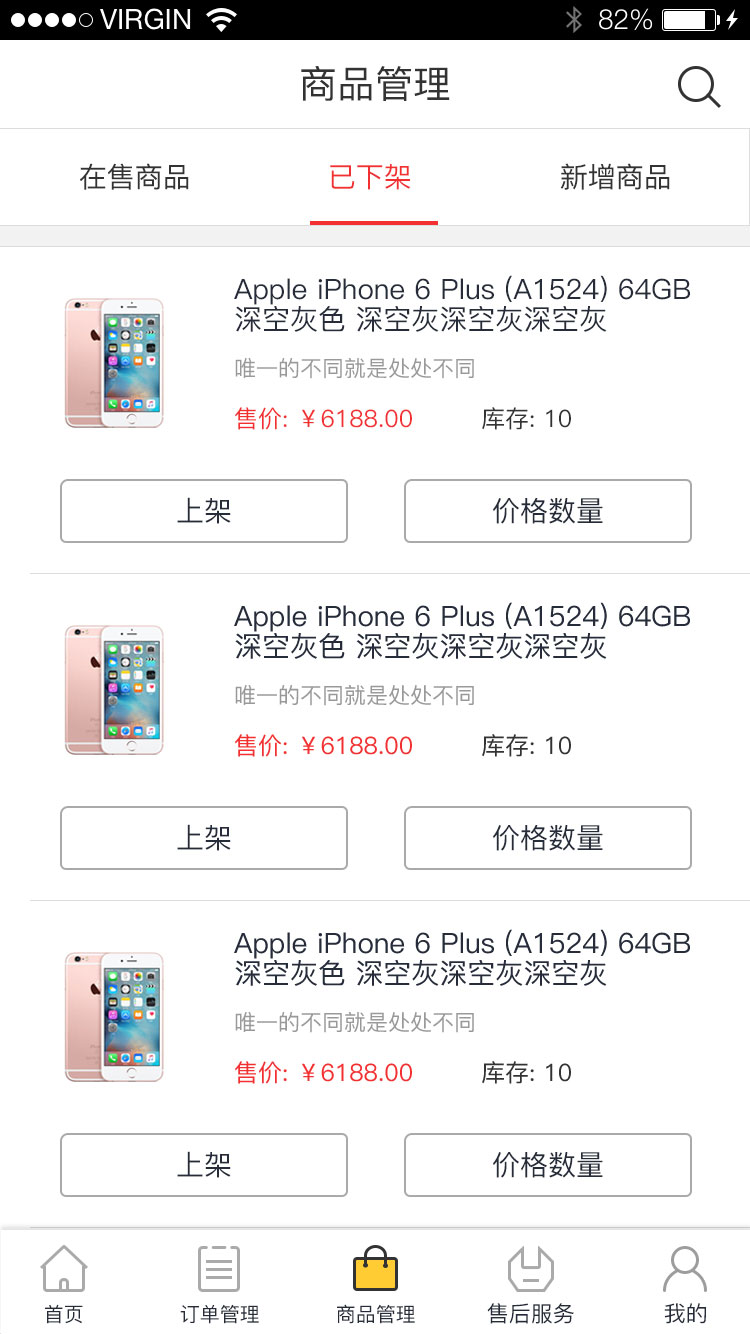 VIRGIN 82%
商品管理
在售商品 已下架 新增商品
Apple iPhone 6 Plus (A1524) 64GB
深空灰色 深空灰深空灰深空灰
唯一的不同就是处处不同
售价: ￥6188.00 库存: 10
上架 价格数量
Apple iPhone 6 Plus (A1524) 64GB
深空灰色 深空灰深空灰深空灰
唯一的不同就是处处不同
售价: ￥6188.00 库存: 10
上架 价格数量
Apple iPhone 6 Plus (A1524) 64GB
深空灰色 深空灰深空灰深空灰
唯一的不同就是处处不同
售价: ￥6188.00 库存: 10
上架 价格数量
首页 订单管理 商品管理 售后服务 我的